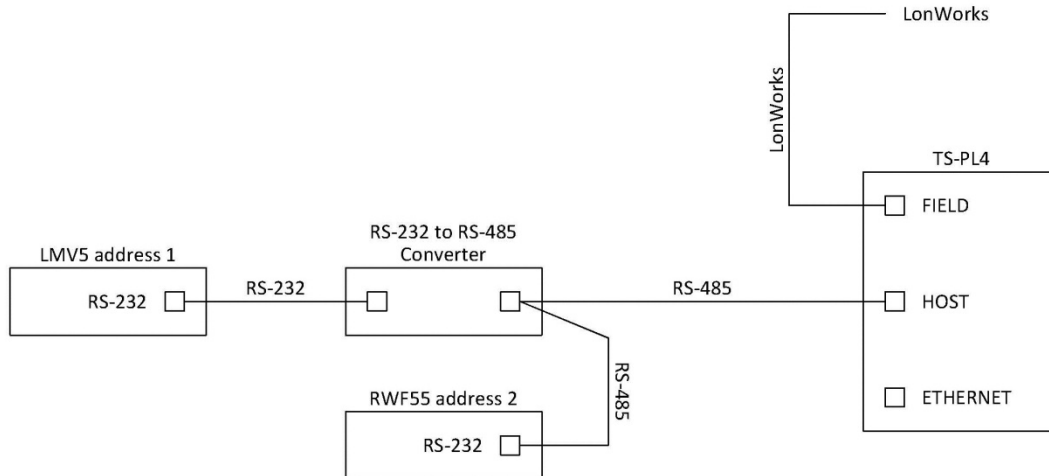 LonWorks
LonWorks
TS-PL4
FIELD
RS-232 to RS-485
Converter
LMV5 address 1
RS-232
RS-232
RS-485
HOST
RS-485
RWF55 address 2
RS-232
ETHERNET